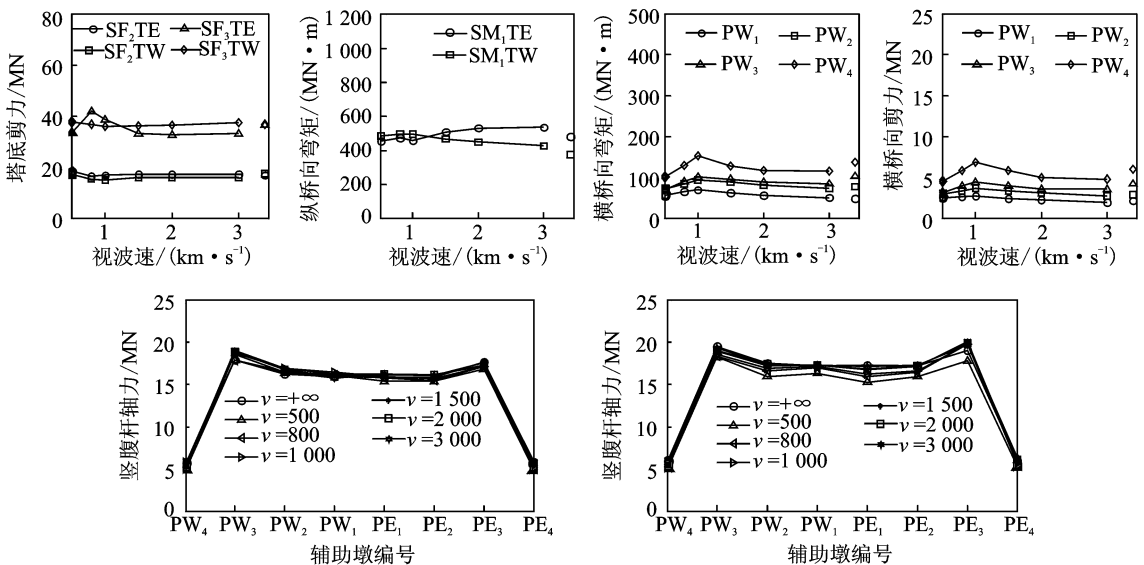 塔底剪力/MN
80
60
40
20
0
SF₂TE
SF₃TE
SF₂TW
SF₃TW
1
2
3
视波速/(km·s⁻¹)
纵桥向弯矩/(MN·m)
1 200
1 000
800
600
400
200
0
SM₁TE
SM₁TW
1
2
3
视波速/(km·s⁻¹)
横桥向弯矩/(MN·m)
500
400
300
200
100
0
PW₁
PW₂
PW₃
PW₄
1
2
3
视波速/(km·s⁻¹)
横桥向剪力/MN
25
20
15
10
5
0
PW₁
PW₂
PW₃
PW₄
1
2
3
视波速/(km·s⁻¹)
竖腹杆轴力/MN
25
20
15
10
5
0
v=+∞
v=500
v=800
v=1 000
v=1 500
v=2 000
v=3 000
PW₄ PW₃ PW₂ PW₁ PE₁ PE₂ PE₃ PE₄
辅助墩编号
竖腹杆轴力/MN
25
20
15
10
5
0
v=+∞
v=500
v=800
v=1 000
v=1 500
v=2 000
v=3 000
PW₄ PW₃ PW₂ PW₁ PE₁ PE₂ PE₃ PE₄
辅助墩编号